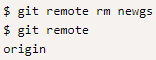 $ git remote rm newgs
$ git remote
origin